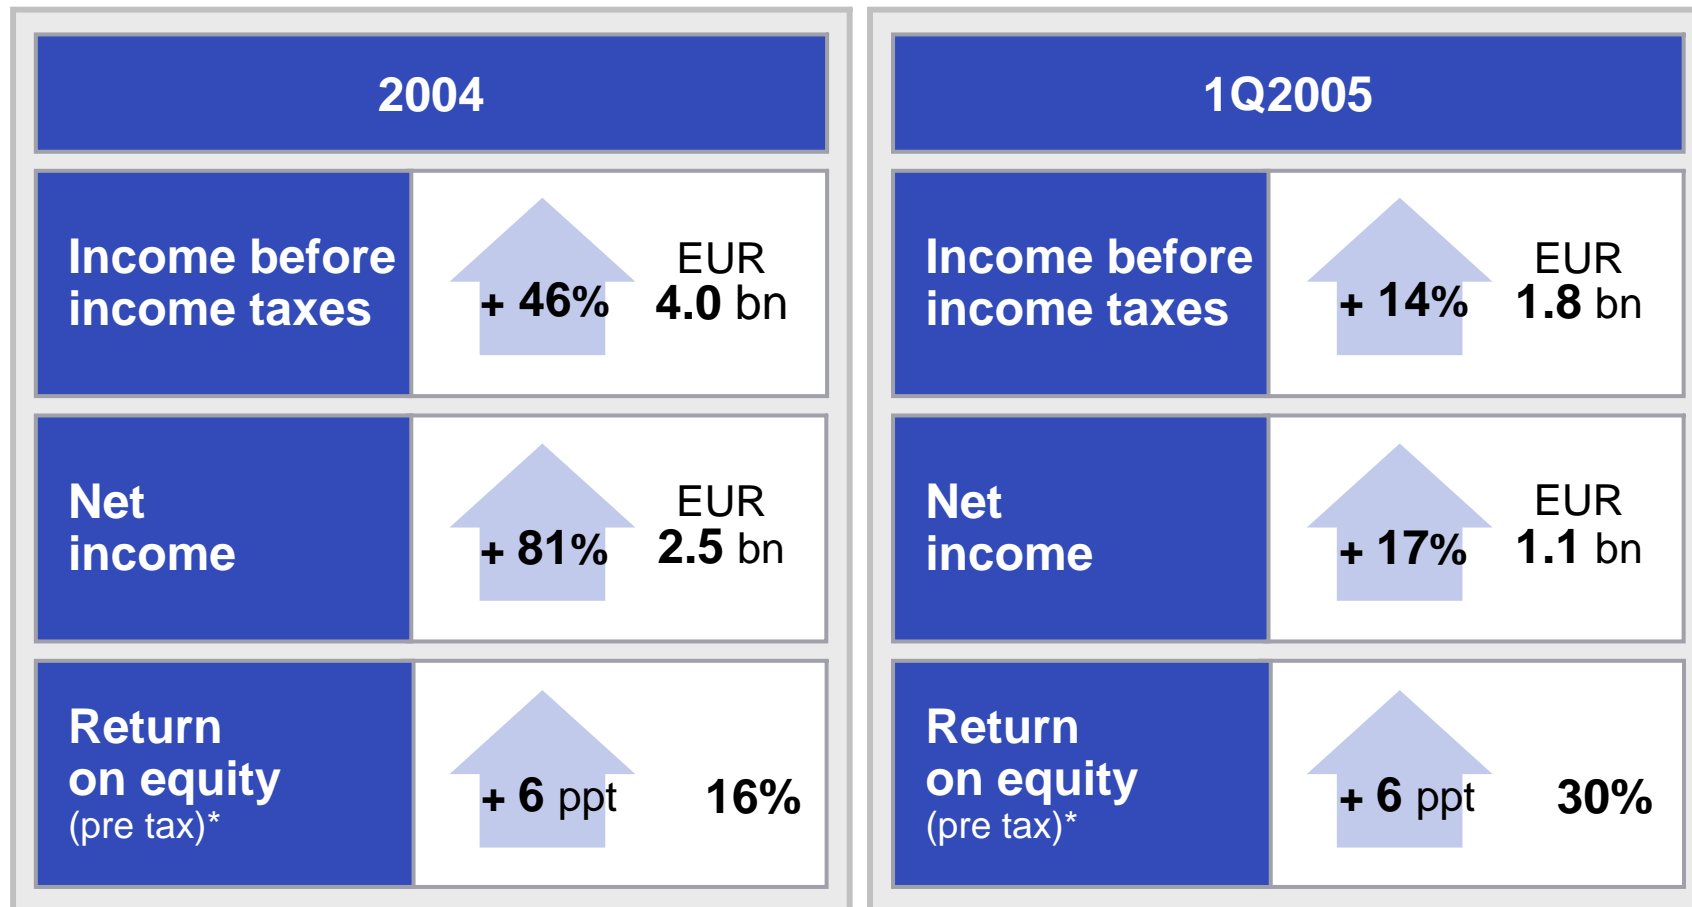 2004
Income before
income taxes
+ 46%
EUR
4.0 bn
Net
income
+ 81%
EUR
2.5 bn
Return
on equity
(pre tax)*
+ 6 ppt
16%
1Q2005
Income before
income taxes
+ 14%
EUR
1.8 bn
Net
income
+ 17%
EUR
1.1 bn
Return
on equity
(pre tax)*
+ 6 ppt
30%